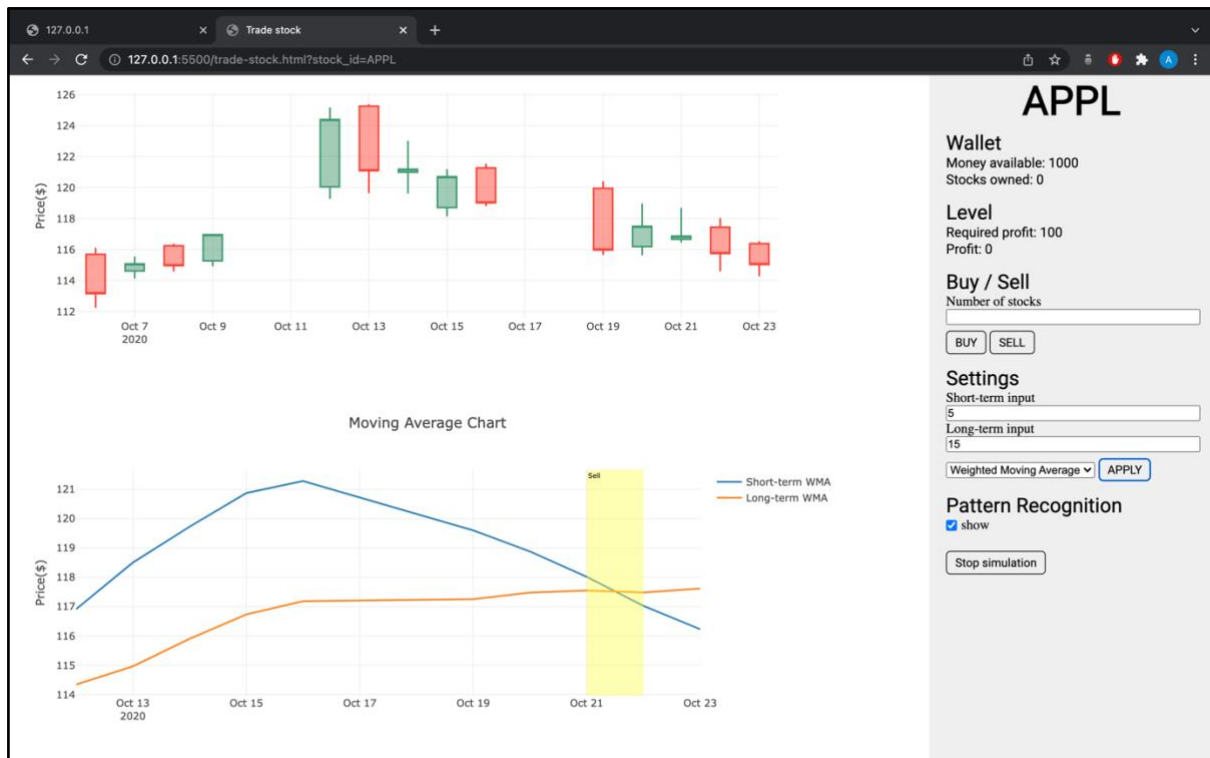 127.0.0.1
Trade stock
127.0.0.1:5500/trade-stock.html?stock_id=APPL
A
126
124
122
120
118
116
114
112
Price($)
Oct 7 Oct 9 Oct 11 Oct 13 Oct 15 Oct 17 Oct 19 Oct 21 Oct 23
2020
Moving Average Chart
121
120
119
118
117
116
115
114
Price($)
Sell
Short-term WMA
Long-term WMA
Oct 13 Oct 15 Oct 17 Oct 19 Oct 21 Oct 23
2020
APPL
Wallet
Money available: 1000
Stocks owned: 0
Level
Required profit: 100
Profit: 0
Buy / Sell
Number of stocks
BUY SELL
Settings
Short-term input
5
Long-term input
15
Weighted Moving Average APPLY
Pattern Recognition
show
Stop simulation